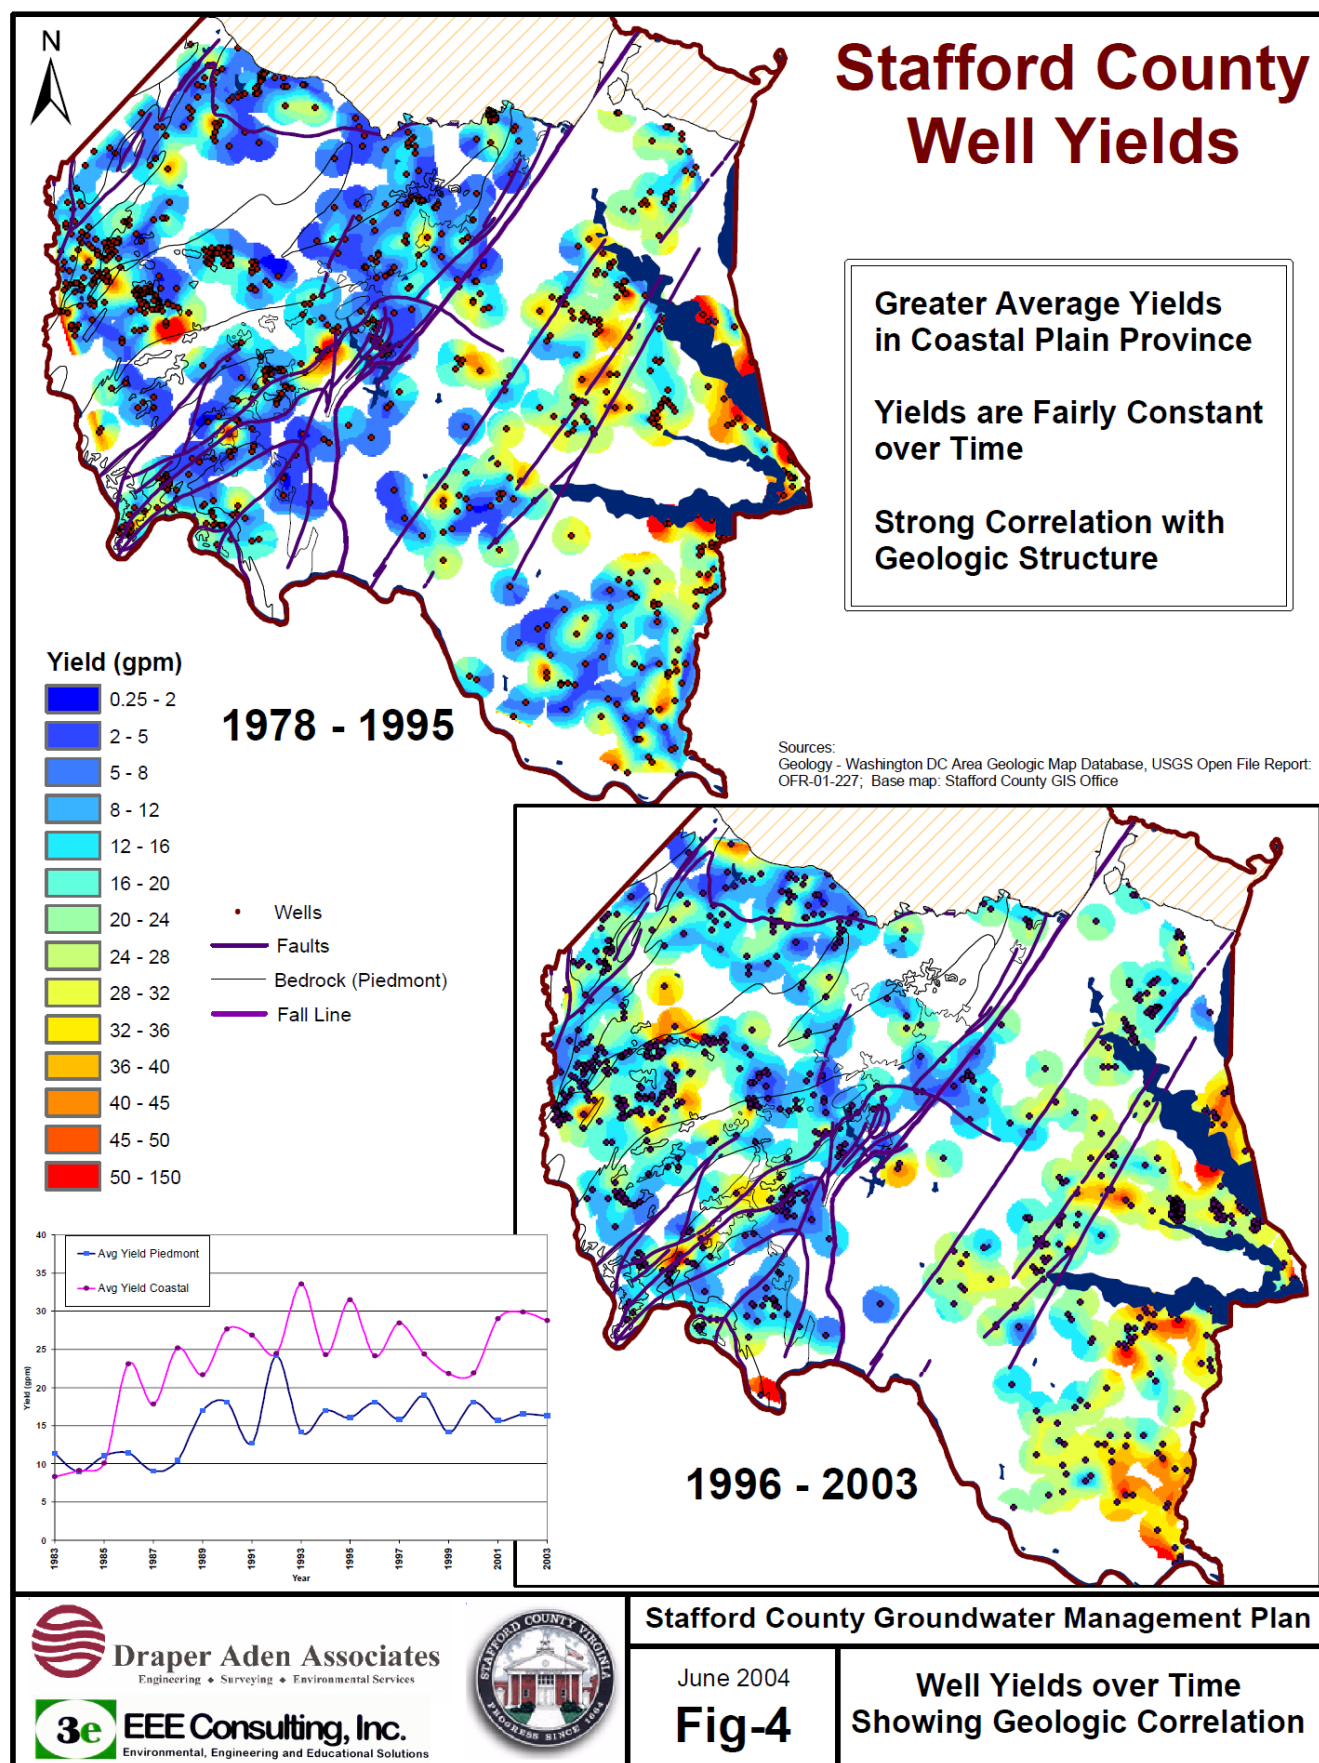 N
Stafford County
Well Yields
Greater Average Yields
in Coastal Plain Province
Yields are Fairly Constant
over Time
Strong Correlation with
Geologic Structure
Yield (gpm)
0.25 - 2
2 - 5
5 - 8
8 - 12
12 - 16
16 - 20
20 - 24
24 - 28
28 - 32
32 - 36
36 - 40
40 - 45
45 - 50
50 - 150
1978 - 1995
Wells
Faults
Bedrock (Piedmont)
Fall Line
Sources:
Geology - Washington DC Area Geologic Map Database, USGS Open File Report:
OFR-01-227; Base map: Stafford County GIS Office
1996 - 2003
Avg Yield Piedmont
Avg Yield Coastal
Yield (gpm)
40
35
30
25
20
15
10
5
0
1983
1985
1987
1989
1991
1993
1995
1997
1999
2001
2003
Year
Draper Aden Associates
Engineering ♦ Surveying ♦ Environmental Services
3e EEE Consulting, Inc.
Environmental, Engineering and Educational Solutions
STAFFORD COUNTY VIRGINIA
PROGRESS SINCE 1664
Stafford County Groundwater Management Plan
June 2004
Fig-4
Well Yields over Time
Showing Geologic Correlation